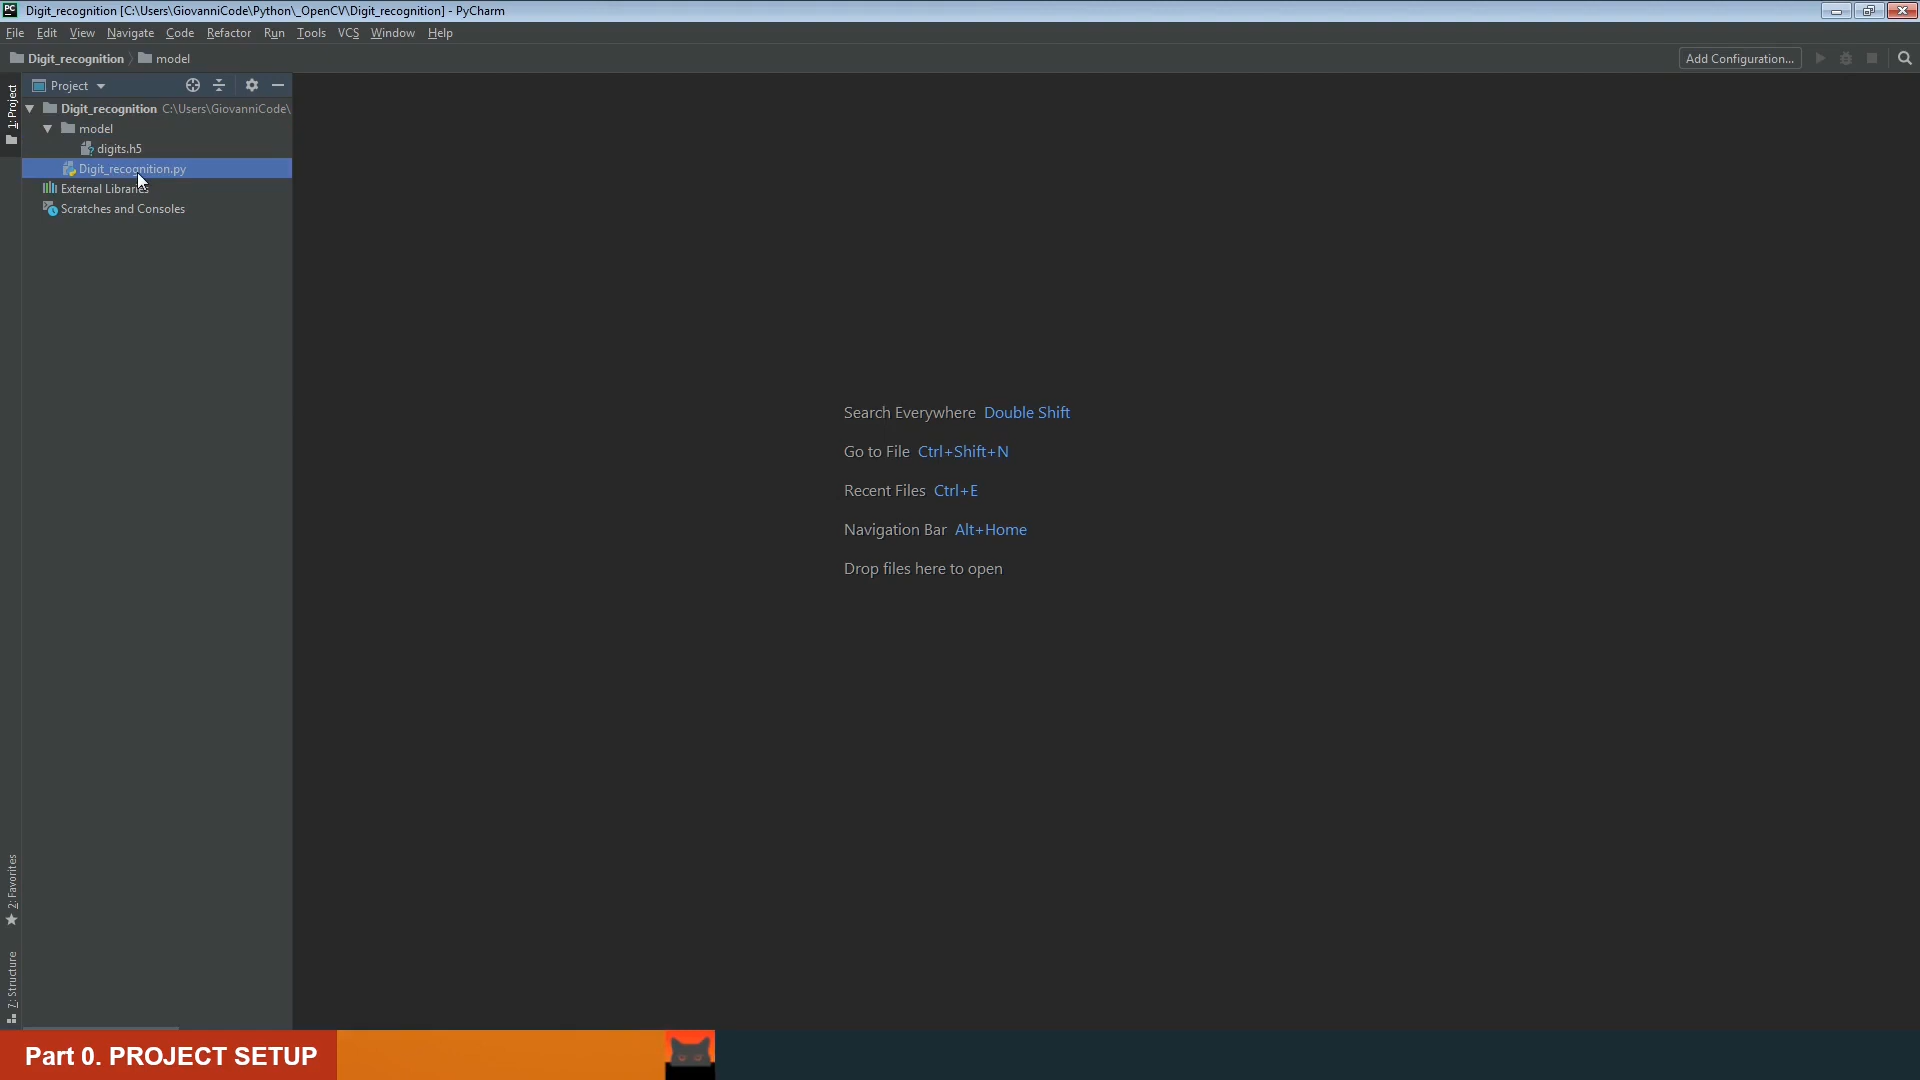 Digit_recognition [C:\Users\GiovanniCode\Python\_OpenCV\Digit_recognition] - PyCharm
File Edit View Navigate Code Refactor Run Tools VCS Window Help
Digit_recognition model Add Configuration...
Project
1: Project
Digit_recognition C:\Users\GiovanniCode\
model
digits.h5
Digit_recognition.py
External Libraries
Scratches and Consoles
Search Everywhere Double Shift
Go to File Ctrl+Shift+N
Recent Files Ctrl+E
Navigation Bar Alt+Home
Drop files here to open
2: Favorites
7: Structure
Part 0. PROJECT SETUP